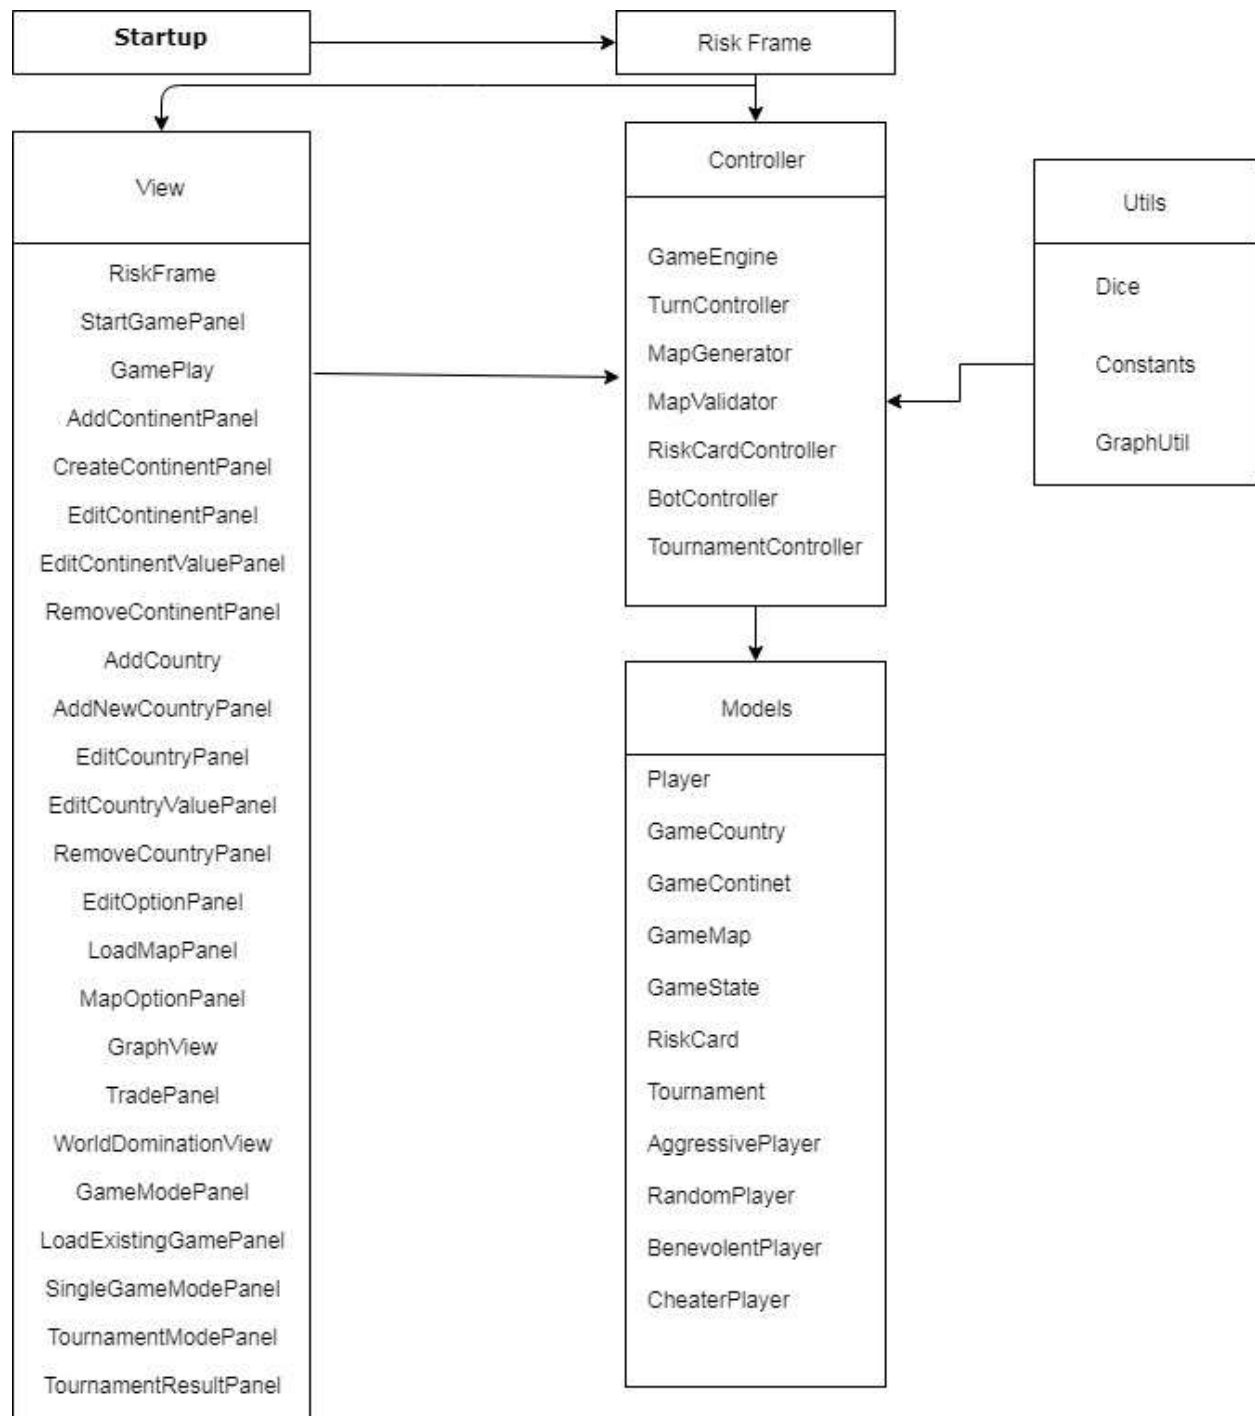 Startup
Risk Frame
View
RiskFrame
StartGamePanel
GamePlay
AddContinentPanel
CreateContinentPanel
EditContinentPanel
EditContinentValuePanel
RemoveContinentPanel
AddCountry
AddNewCountryPanel
EditCountryPanel
EditCountryValuePanel
RemoveCountryPanel
EditOptionPanel
LoadMapPanel
MapOptionPanel
GraphView
TradePanel
WorldDominationView
GameModePanel
LoadExistingGamePanel
SingleGameModePanel
TournamentModePanel
TournamentResultPanel
Controller
GameEngine
TurnController
MapGenerator
MapValidator
RiskCardController
BotController
TournamentController
Models
Player
GameCountry
GameContinet
GameMap
GameState
RiskCard
Tournament
AggressivePlayer
RandomPlayer
BenevolentPlayer
CheaterPlayer
Utils
Dice
Constants
GraphUtil